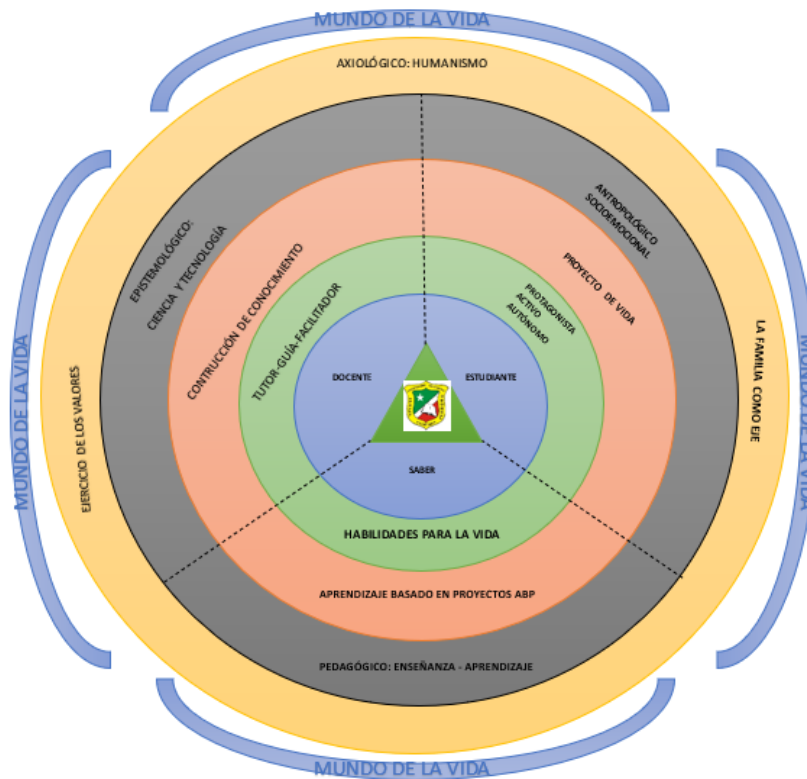 MUNDO DE LA VIDA
AXIOLÓGICO: HUMANISMO
ANTROPOLÓGICO
SOCIOEMOCIONAL
EPISTEMOLÓGICO:
CIENCIA Y TECNOLOGÍA
CONTRUCCIÓN DE CONOCIMIENTO
PROYECTO DE VIDA
TUTOR-GUÍA-FACILITADOR
PROTAGONISTA
ACTIVO
AUTÓNOMO
DOCENTE
ESTUDIANTE
SABER
MUNDO DE LA VIDA
EJERCICIO DE LOS VALORES
LA FAMILIA COMO EJE
MUNDO DE LA VIDA
HABILIDADES PARA LA VIDA
APRENDIZAJE BASADO EN PROYECTOS ABP
PEDAGÓGICO: ENSEÑANZA - APRENDIZAJE
MUNDO DE LA VIDA